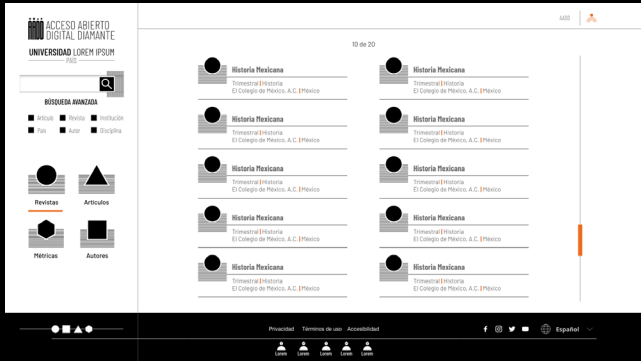 ACCESO ABIERTO
DIGITAL DIAMANTE
UNIVERSIDAD LOREM IPSUM
PAÍS
BÚSQUEDA AVANZADA
Artículo Revista Institución
País Autor Disciplina
Revistas Artículos
Métricas Autores
AADD
10 de 20
Historia Mexicana
Trimestral | Historia
El Colegio de México, A.C. | México
Historia Mexicana
Trimestral | Historia
El Colegio de México, A.C. | México
Historia Mexicana
Trimestral | Historia
El Colegio de México, A.C. | México
Historia Mexicana
Trimestral | Historia
El Colegio de México, A.C. | México
Historia Mexicana
Trimestral | Historia
El Colegio de México, A.C. | México
Historia Mexicana
Trimestral | Historia
El Colegio de México, A.C. | México
Historia Mexicana
Trimestral | Historia
El Colegio de México, A.C. | México
Historia Mexicana
Trimestral | Historia
El Colegio de México, A.C. | México
Historia Mexicana
Trimestral | Historia
El Colegio de México, A.C. | México
Historia Mexicana
Trimestral | Historia
El Colegio de México, A.C. | México
Privacidad Términos de uso Accesibilidad
Español
Lorem Lorem Lorem Lorem Lorem